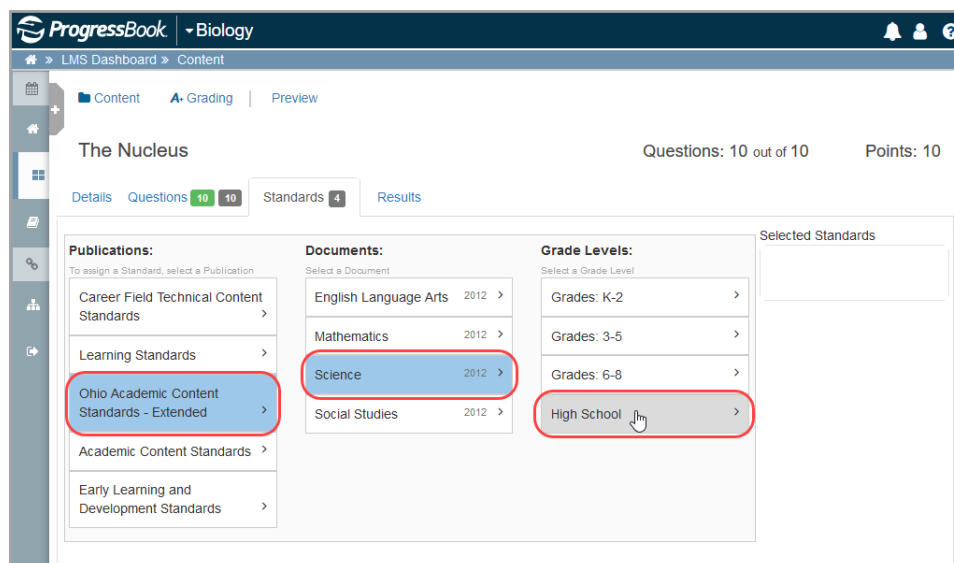 ProgressBook. Biology
» LMS Dashboard » Content
Content A+ Grading Preview
The Nucleus
Questions: 10 out of 10 Points: 10
Details Questions 10 10 Standards 4 Results
Selected Standards
Publications:
To assign a Standard, select a Publication
Career Field Technical Content
Standards >
Learning Standards >
Ohio Academic Content
Standards - Extended >
Academic Content Standards >
Early Learning and
Development Standards >
Documents:
Select a Document
English Language Arts 2012 >
Mathematics 2012 >
Science 2012 >
Social Studies 2012 >
Grade Levels:
Select a Grade Level
Grades: K-2 >
Grades: 3-5 >
Grades: 6-8 >
High School >